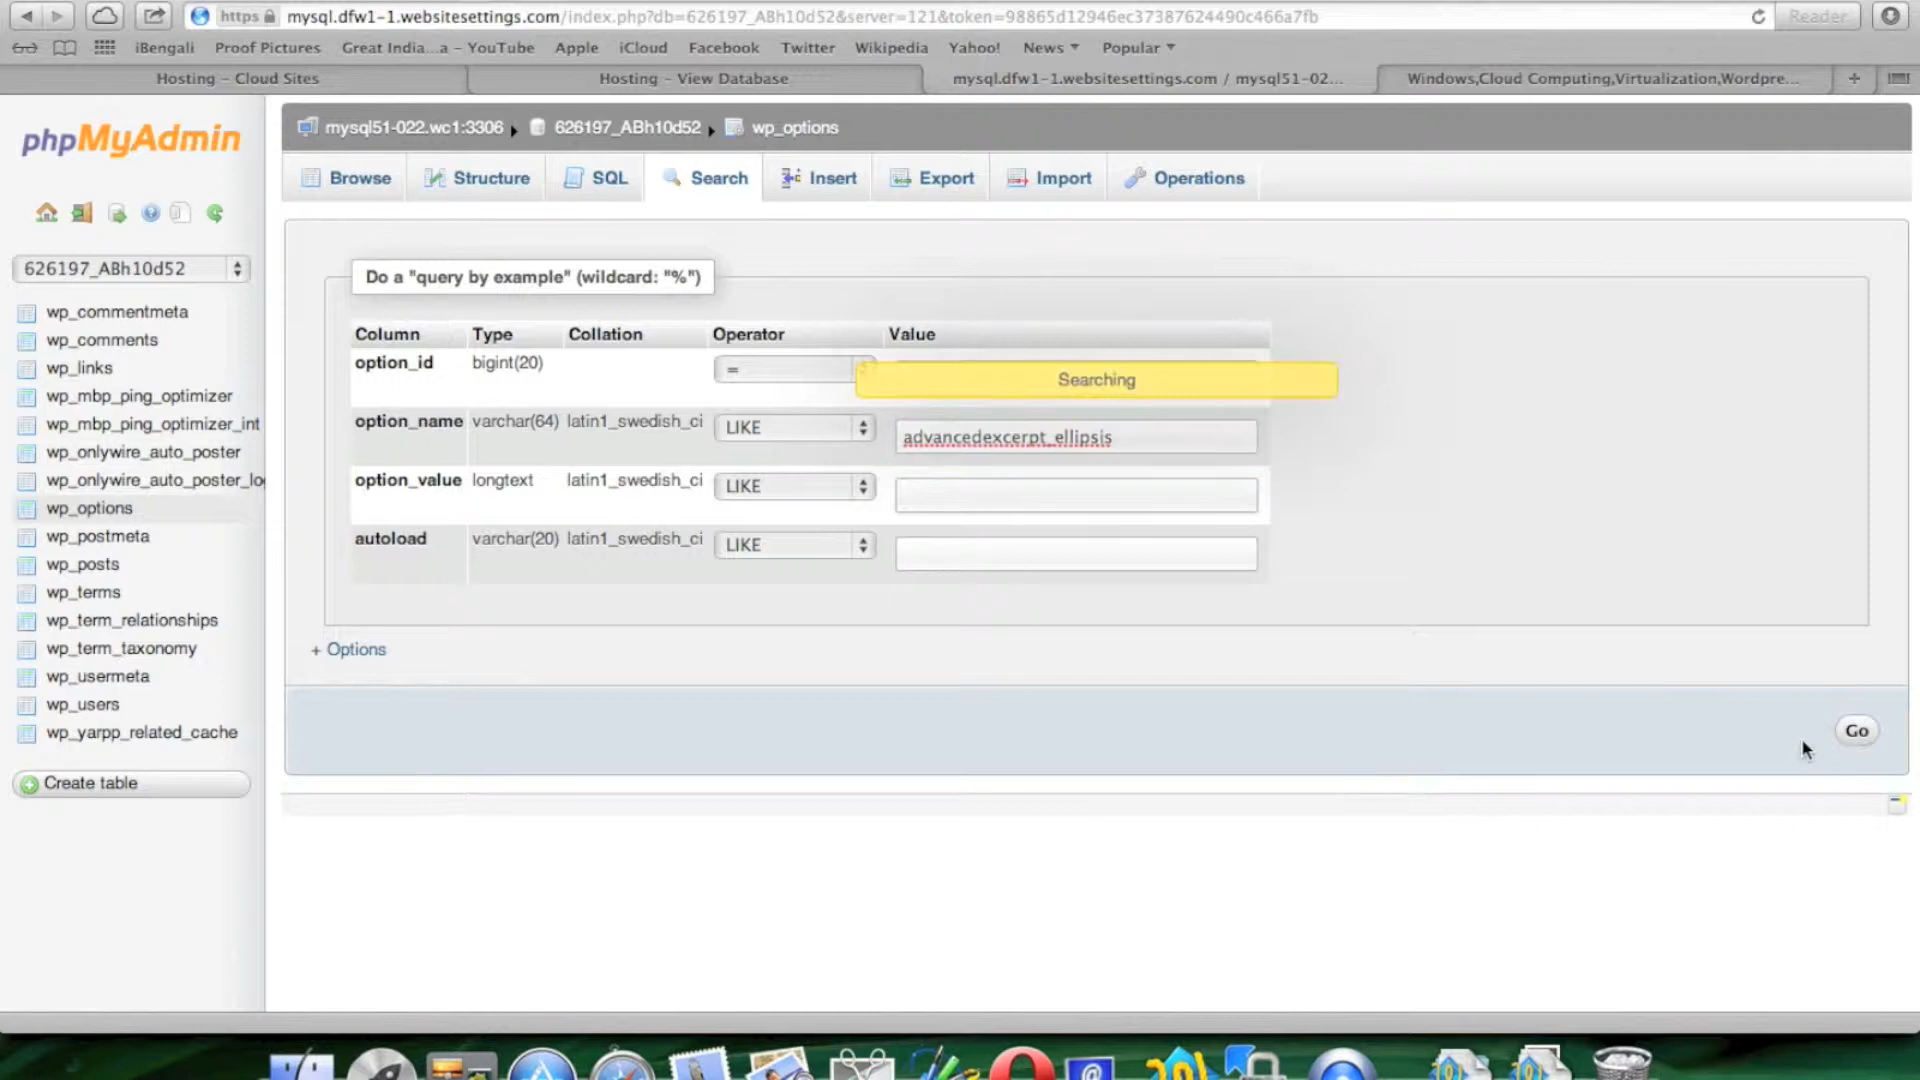 https mysql.dfw1-1.websitesettings.com/index.php?db=626197_ABh10d52&server=121&token=98865d12946ec37387624490c466a7fb Reader
iBengali Proof Pictures Great India...a – YouTube Apple iCloud Facebook Twitter Wikipedia Yahoo! News Popular
Hosting – Cloud Sites Hosting – View Database mysql.dfw1-1.websitesettings.com / mysql51-02... Windows,Cloud Computing,Virtualization,Wordpre... +
phpMyAdmin
mysql51-022.wc1:3306 626197_ABh10d52 wp_options
Browse Structure SQL Search Insert Export Import Operations
626197_ABh10d52
wp_commentmeta
wp_comments
wp_links
wp_mbp_ping_optimizer
wp_mbp_ping_optimizer_int
wp_onlywire_auto_poster
wp_onlywire_auto_poster_lo
wp_options
wp_postmeta
wp_posts
wp_terms
wp_term_relationships
wp_term_taxonomy
wp_usermeta
wp_users
wp_yarpp_related_cache
Create table
Do a "query by example" (wildcard: "%")
Column Type Collation Operator Value
option_id bigint(20) =
Searching
option_name varchar(64) latin1_swedish_ci LIKE advancedexcerpt_ellipsis
option_value longtext latin1_swedish_ci LIKE
autoload varchar(20) latin1_swedish_ci LIKE
+ Options
Go